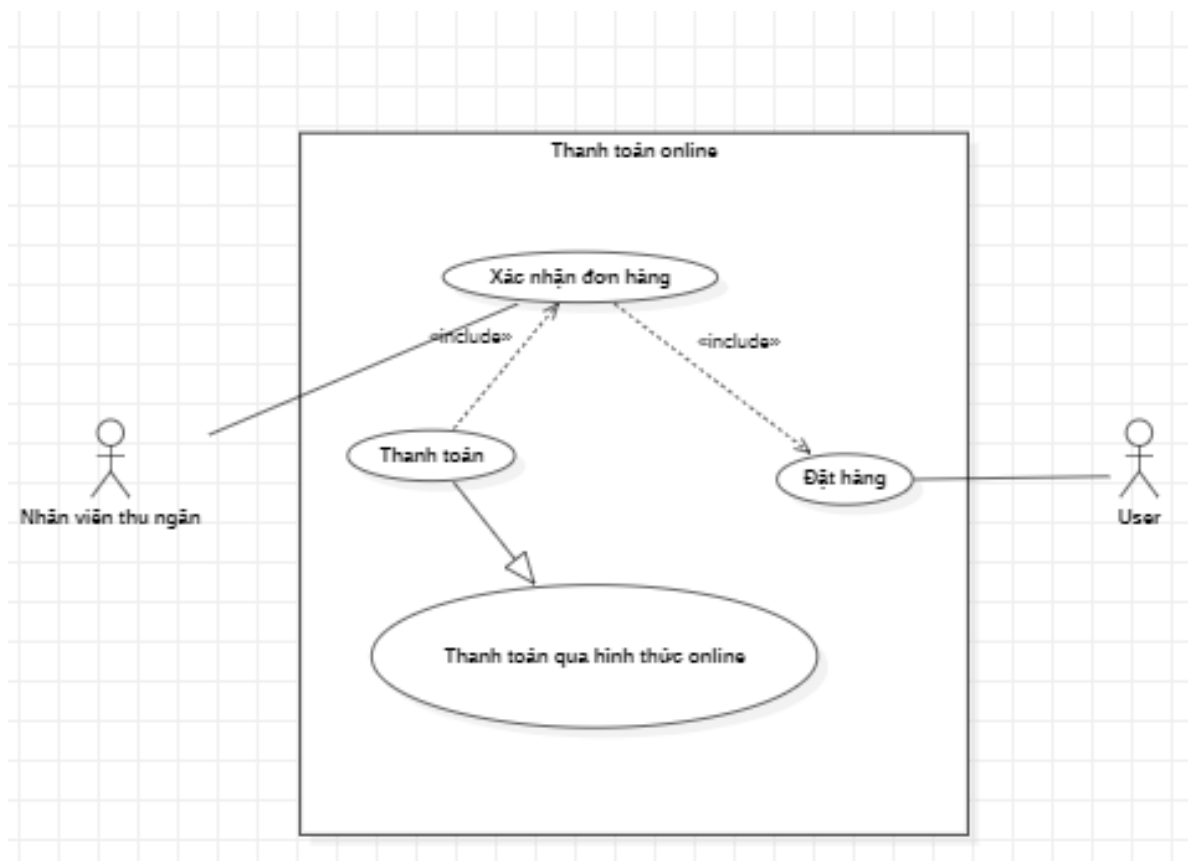 Thanh toán online
Xác nhận đơn hàng
«include»
«include»
Thanh toán
Đặt hàng
Nhân viên thu ngân
User
Thanh toán qua hình thức online